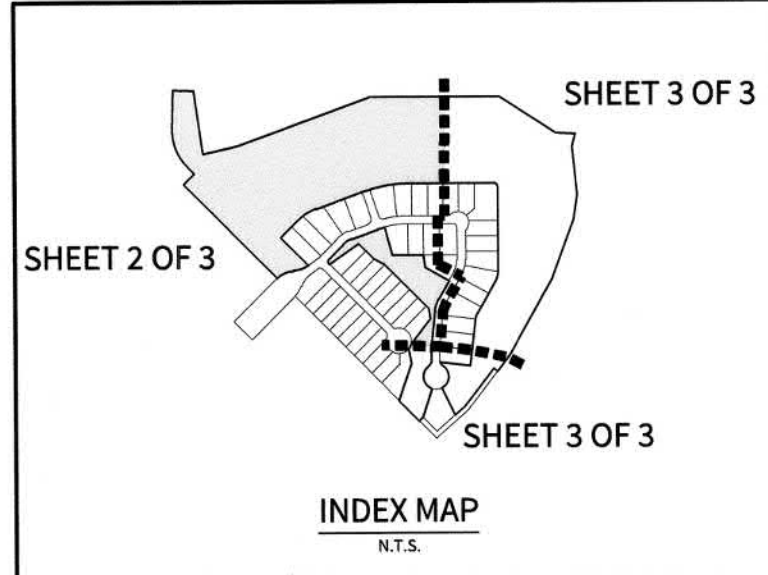 SHEET 3 OF 3
SHEET 2 OF 3
SHEET 3 OF 3
INDEX MAP
N.T.S.